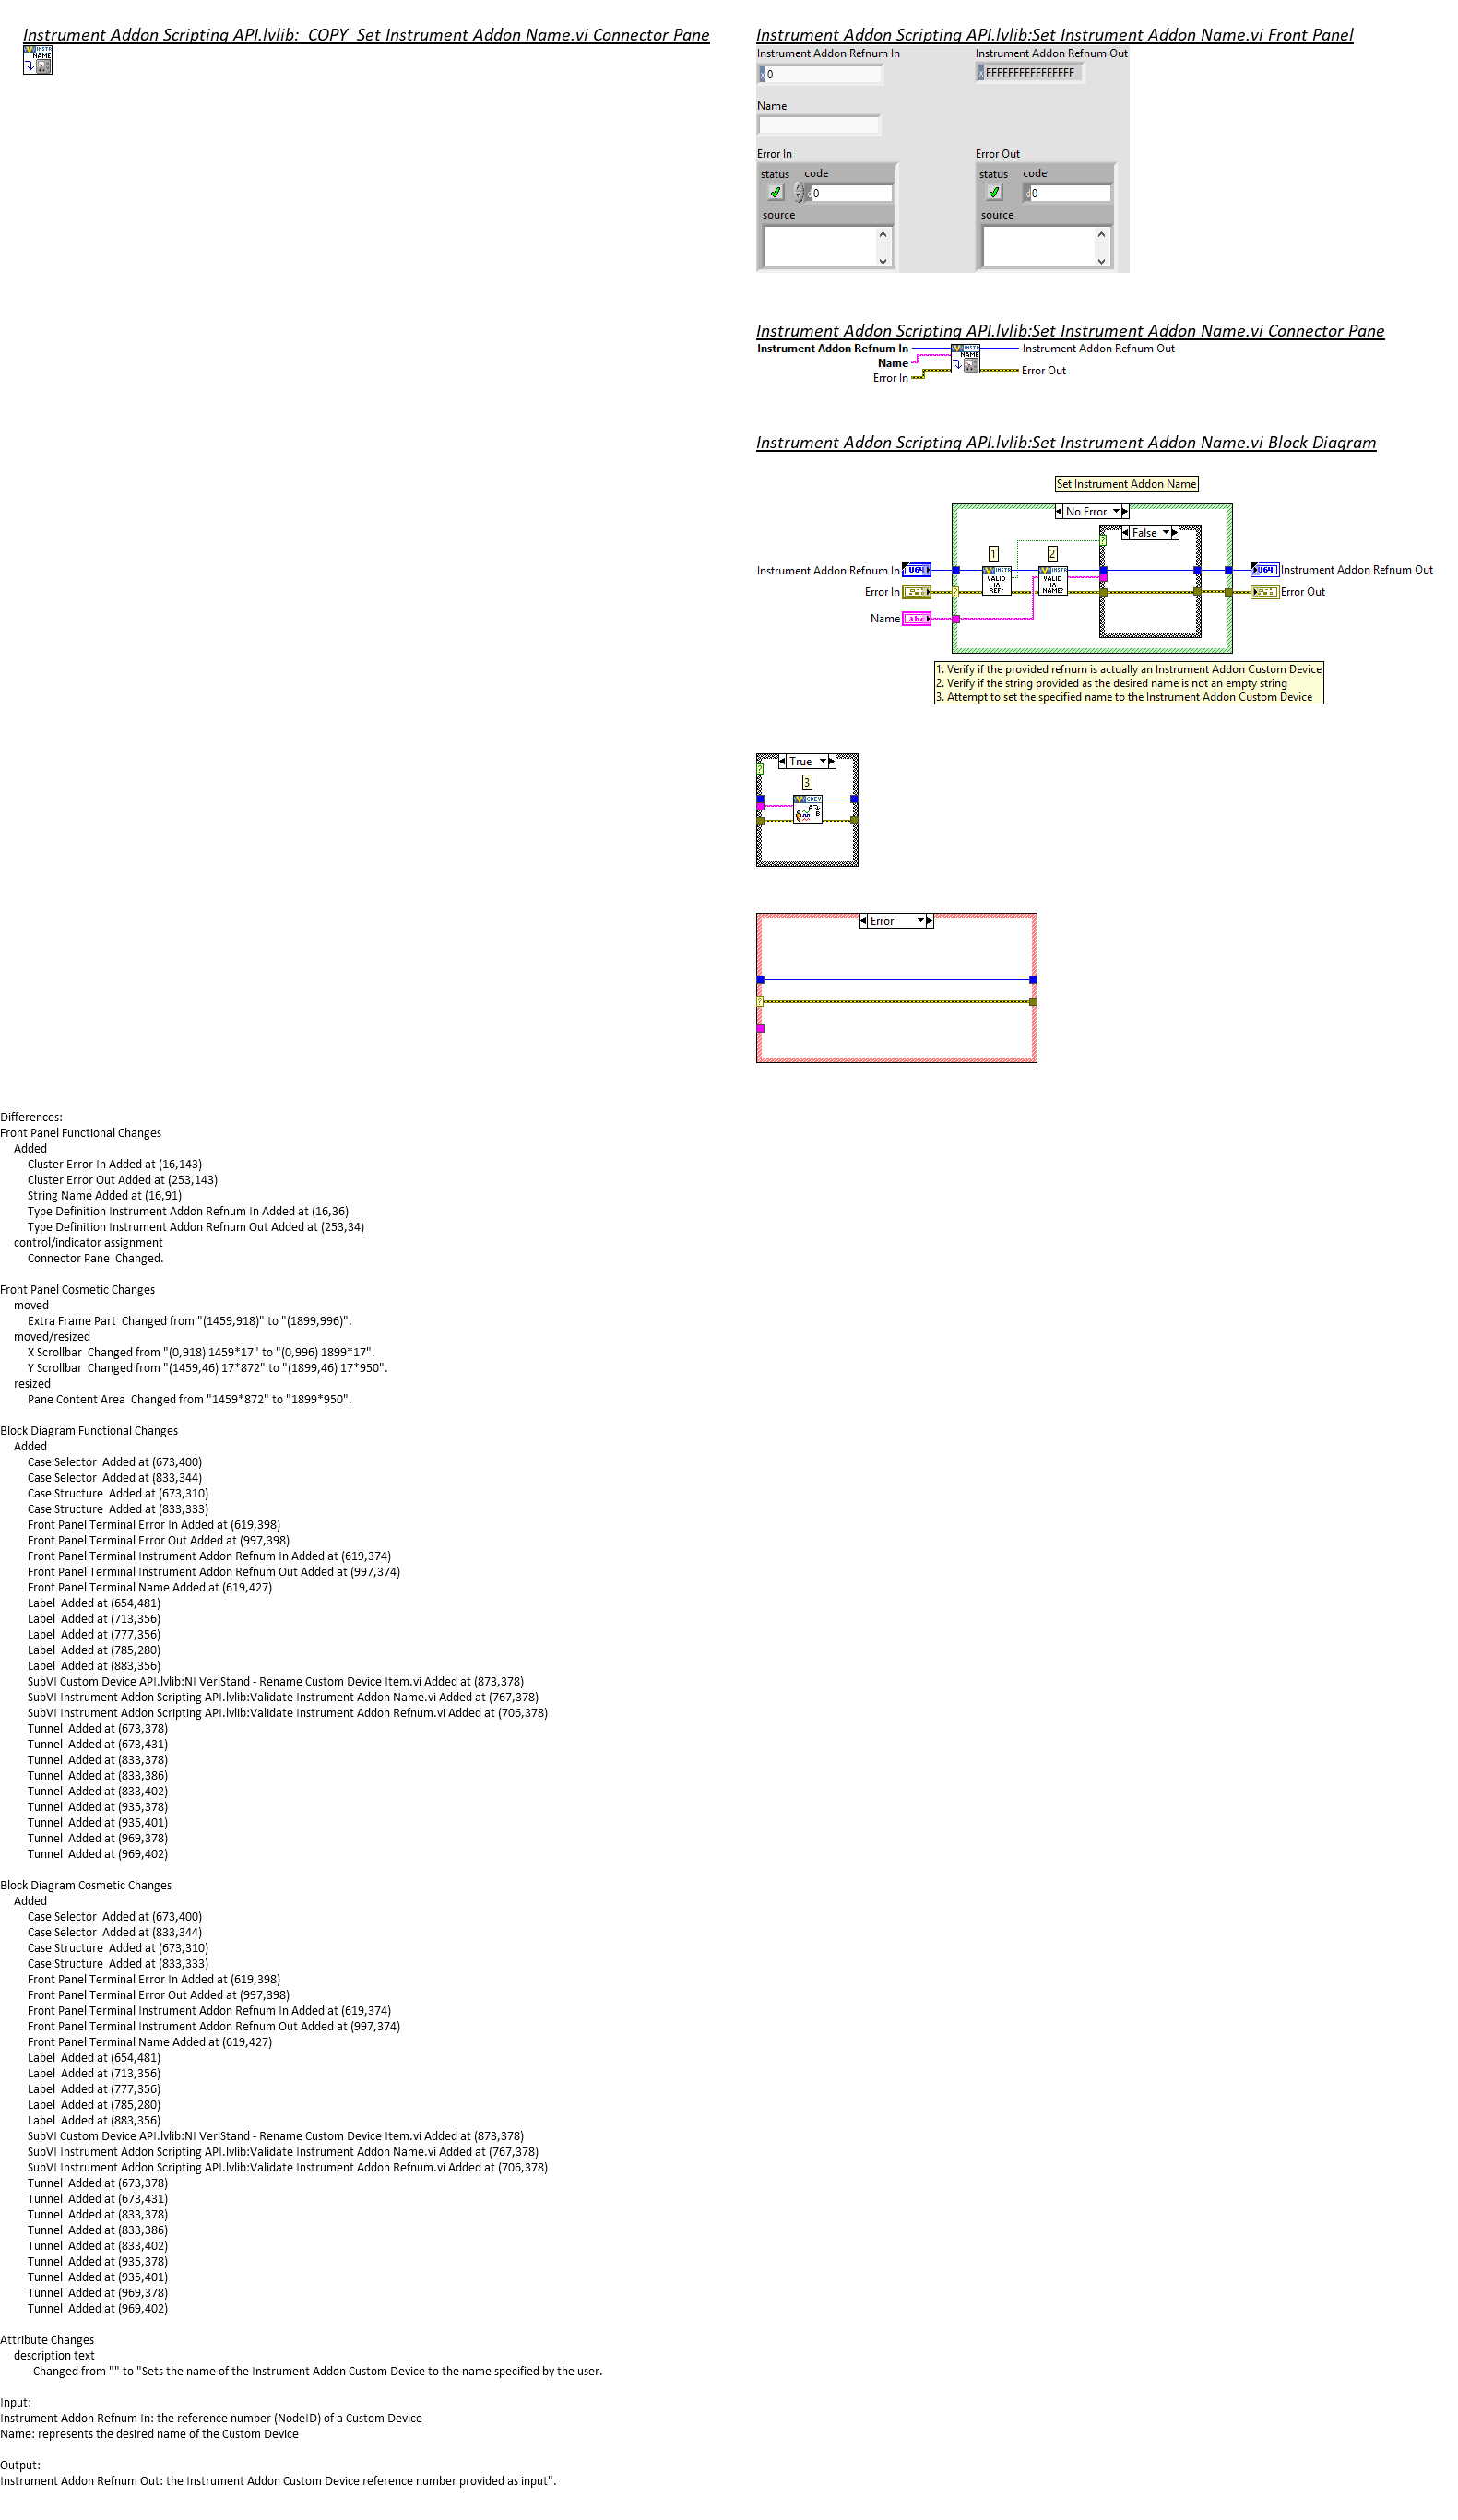 Instrument Addon Scripting API.lvlib:_COPY_Set Instrument Addon Name.vi Connector Pane
INSTR
NAME
Instrument Addon Scripting API.lvlib:Set Instrument Addon Name.vi Front Panel
Instrument Addon Refnum In
Instrument Addon Refnum Out
x 0
x FFFFFFFFFFFFFFFF
Name
Error In
Error Out
status code
status code
d 0
d 0
source
source
Instrument Addon Scripting API.lvlib:Set Instrument Addon Name.vi Connector Pane
Instrument Addon Refnum In
INSTR
NAME
Instrument Addon Refnum Out
Name
Error In
Error Out
Instrument Addon Scripting API.lvlib:Set Instrument Addon Name.vi Block Diagram
Set Instrument Addon Name
No Error
False
?
1
2
Instrument Addon Refnum In
U64
INSTR
VALID
IA
REF?
INSTR
VALID
IA
NAME?
U64
Instrument Addon Refnum Out
Error In
?
Error Out
Name
abc
1. Verify if the provided refnum is actually an Instrument Addon Custom Device
2. Verify if the string provided as the desired name is not an empty string
3. Attempt to set the specified name to the Instrument Addon Custom Device
True
?
3
CDEV
A
B
Error
?
Differences:
Front Panel Functional Changes
Added
Cluster Error In Added at (16,143)
Cluster Error Out Added at (253,143)
String Name Added at (16,91)
Type Definition Instrument Addon Refnum In Added at (16,36)
Type Definition Instrument Addon Refnum Out Added at (253,34)
control/indicator assignment
Connector Pane  Changed.
Front Panel Cosmetic Changes
moved
Extra Frame Part  Changed from "(1459,918)" to "(1899,996)".
moved/resized
X Scrollbar  Changed from "(0,918) 1459*17" to "(0,996) 1899*17".
Y Scrollbar  Changed from "(1459,46) 17*872" to "(1899,46) 17*950".
resized
Pane Content Area  Changed from "1459*872" to "1899*950".
Block Diagram Functional Changes
Added
Case Selector  Added at (673,400)
Case Selector  Added at (833,344)
Case Structure  Added at (673,310)
Case Structure  Added at (833,333)
Front Panel Terminal Error In Added at (619,398)
Front Panel Terminal Error Out Added at (997,398)
Front Panel Terminal Instrument Addon Refnum In Added at (619,374)
Front Panel Terminal Instrument Addon Refnum Out Added at (997,374)
Front Panel Terminal Name Added at (619,427)
Label  Added at (654,481)
Label  Added at (713,356)
Label  Added at (777,356)
Label  Added at (785,280)
Label  Added at (883,356)
SubVI Custom Device API.lvlib:NI VeriStand - Rename Custom Device Item.vi Added at (873,378)
SubVI Instrument Addon Scripting API.lvlib:Validate Instrument Addon Name.vi Added at (767,378)
SubVI Instrument Addon Scripting API.lvlib:Validate Instrument Addon Refnum.vi Added at (706,378)
Tunnel  Added at (673,378)
Tunnel  Added at (673,431)
Tunnel  Added at (833,378)
Tunnel  Added at (833,386)
Tunnel  Added at (833,402)
Tunnel  Added at (935,378)
Tunnel  Added at (935,401)
Tunnel  Added at (969,378)
Tunnel  Added at (969,402)
Block Diagram Cosmetic Changes
Added
Case Selector  Added at (673,400)
Case Selector  Added at (833,344)
Case Structure  Added at (673,310)
Case Structure  Added at (833,333)
Front Panel Terminal Error In Added at (619,398)
Front Panel Terminal Error Out Added at (997,398)
Front Panel Terminal Instrument Addon Refnum In Added at (619,374)
Front Panel Terminal Instrument Addon Refnum Out Added at (997,374)
Front Panel Terminal Name Added at (619,427)
Label  Added at (654,481)
Label  Added at (713,356)
Label  Added at (777,356)
Label  Added at (785,280)
Label  Added at (883,356)
SubVI Custom Device API.lvlib:NI VeriStand - Rename Custom Device Item.vi Added at (873,378)
SubVI Instrument Addon Scripting API.lvlib:Validate Instrument Addon Name.vi Added at (767,378)
SubVI Instrument Addon Scripting API.lvlib:Validate Instrument Addon Refnum.vi Added at (706,378)
Tunnel  Added at (673,378)
Tunnel  Added at (673,431)
Tunnel  Added at (833,378)
Tunnel  Added at (833,386)
Tunnel  Added at (833,402)
Tunnel  Added at (935,378)
Tunnel  Added at (935,401)
Tunnel  Added at (969,378)
Tunnel  Added at (969,402)
Attribute Changes
description text
Changed from "" to "Sets the name of the Instrument Addon Custom Device to the name specified by the user.
Input:
Instrument Addon Refnum In: the reference number (NodeID) of a Custom Device
Name: represents the desired name of the Custom Device
Output:
Instrument Addon Refnum Out: the Instrument Addon Custom Device reference number provided as input".